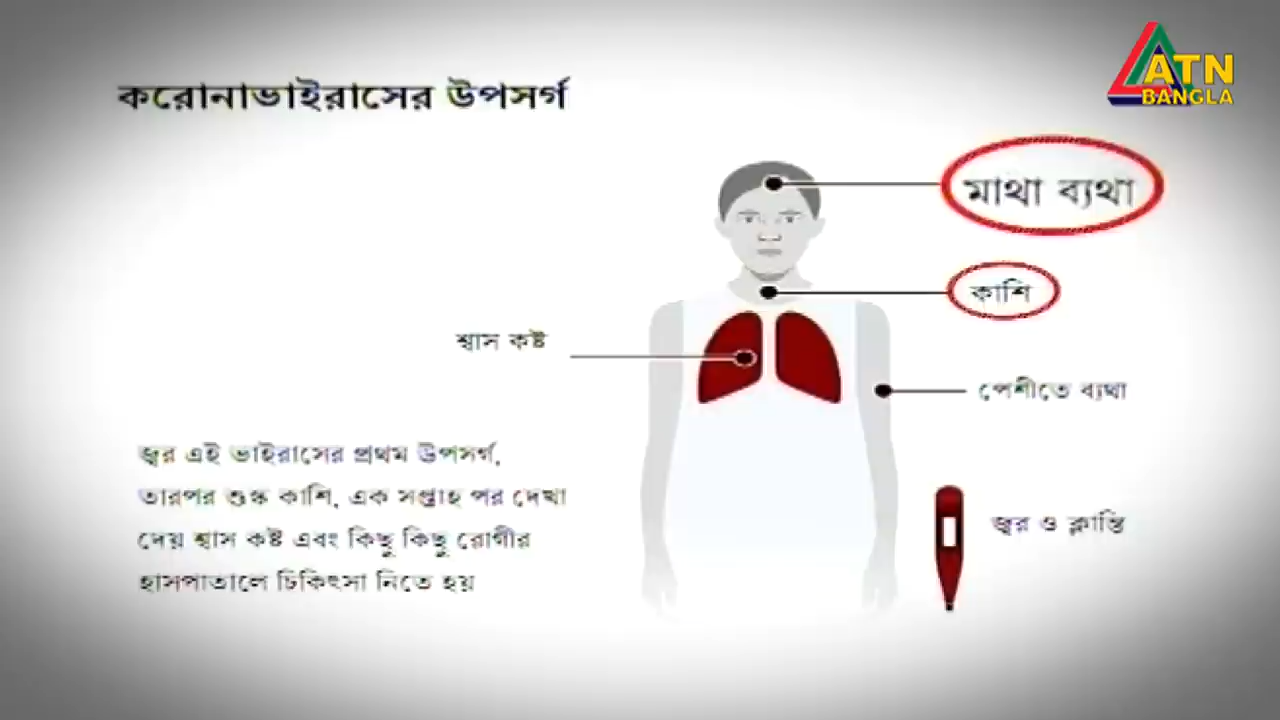 করোনাভাইরাসের উপসর্গ
ATN
BANGLA
মাথা ব্যথা
কাশি
শ্বাস কষ্ট
পেশীতে ব্যথা
জ্বর এই ভাইরাসের প্রথম উপসর্গ,
তারপর শুস্ক কাশি, এক সপ্তাহ পর দেখা
দেয় শ্বাস কষ্ট এবং কিছু কিছু রোগীর
হাসপাতালে চিকিৎসা নিতে হয়
জ্বর ও ক্লান্তি